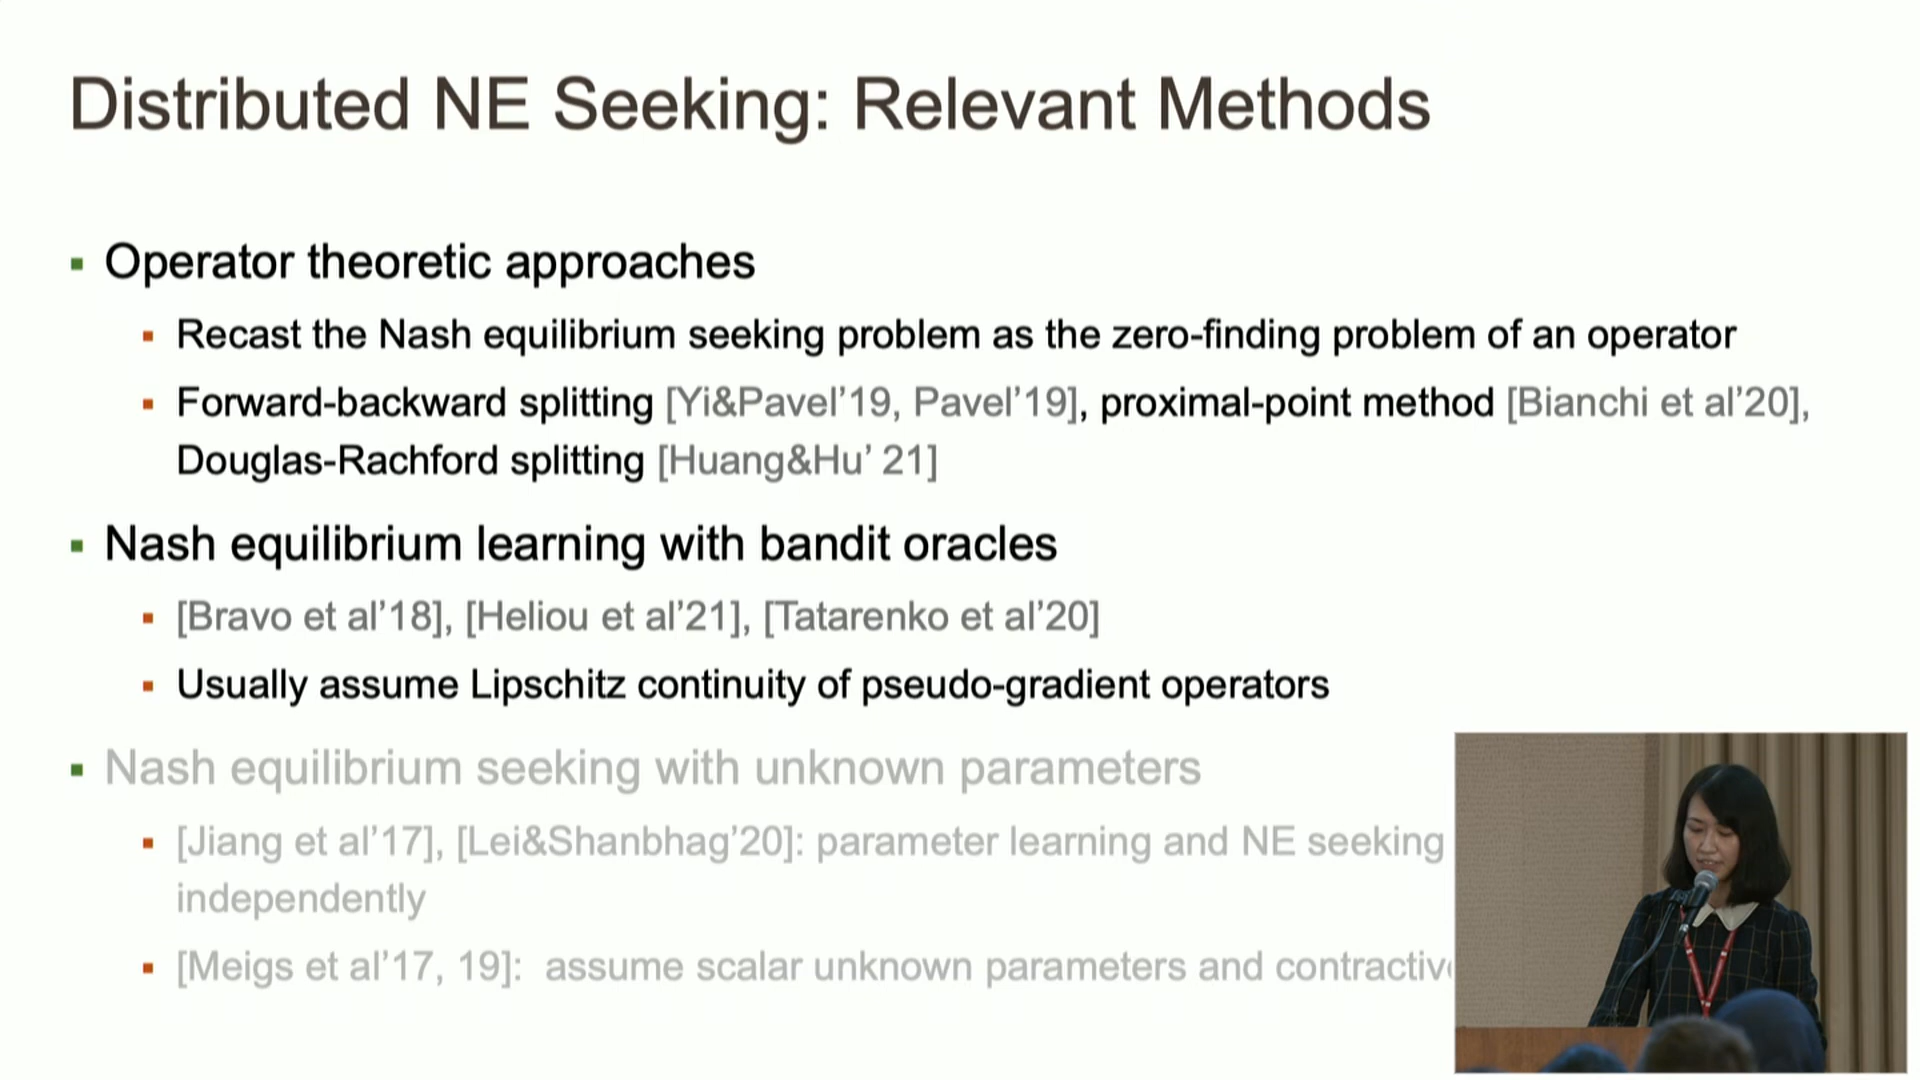 Distributed NE Seeking: Relevant Methods
Operator theoretic approaches
Recast the Nash equilibrium seeking problem as the zero-finding problem of an operator
Forward-backward splitting [Yi&Pavel’19, Pavel’19], proximal-point method [Bianchi et al’20],
Douglas-Rachford splitting [Huang&Hu’ 21]
Nash equilibrium learning with bandit oracles
[Bravo et al’18], [Heliou et al’21], [Tatarenko et al’20]
Usually assume Lipschitz continuity of pseudo-gradient operators
Nash equilibrium seeking with unknown parameters
[Jiang et al’17], [Lei&Shanbhag’20]: parameter learning and NE seeking
independently
[Meigs et al’17, 19]: assume scalar unknown parameters and